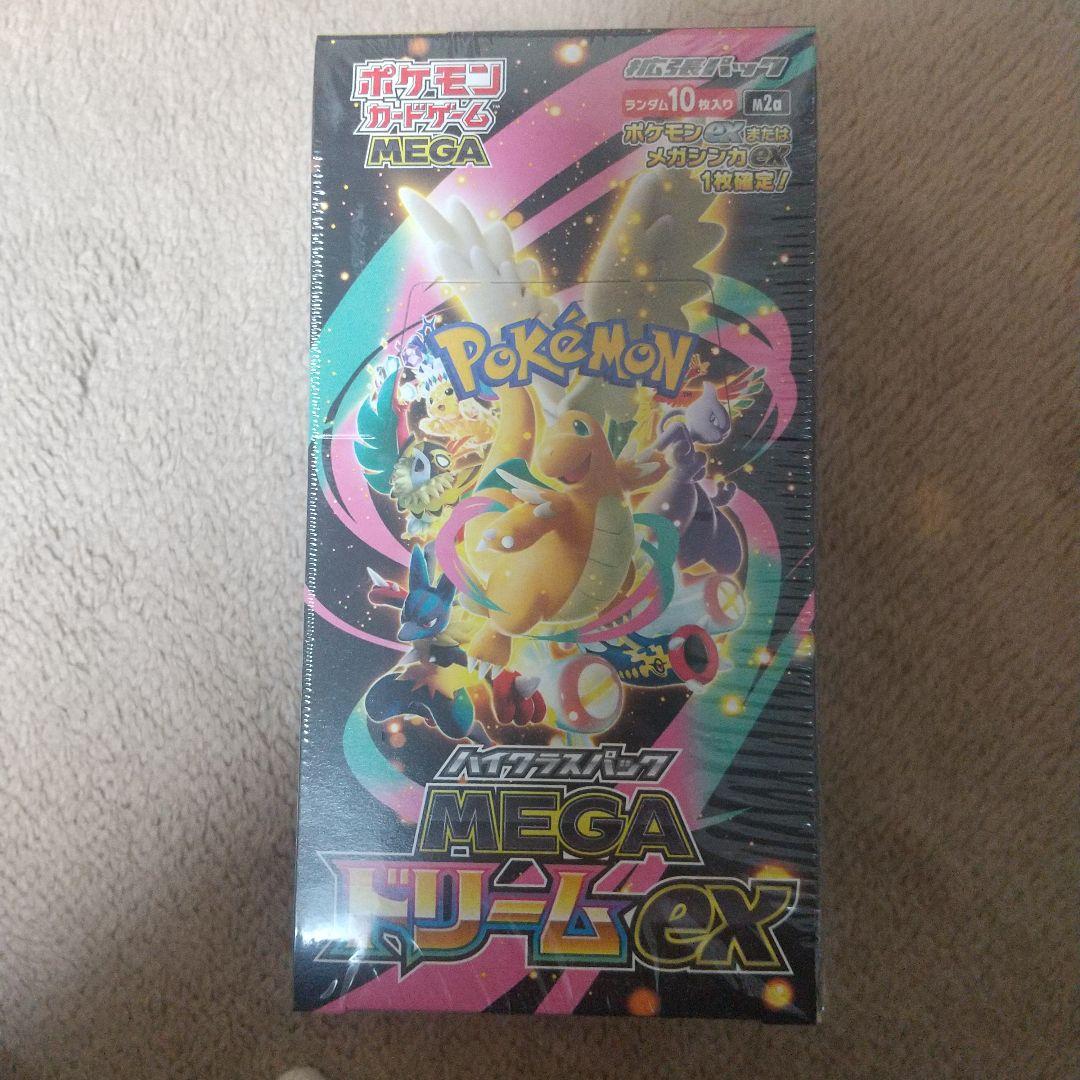 ポケモン
カードゲーム
MEGA
拡張パック
ランダム10枚入り M2a
ポケモンexまたは
メガシンカex
1枚確定!
POKÉMON
ハイクラスパック
MEGA
ドリームex